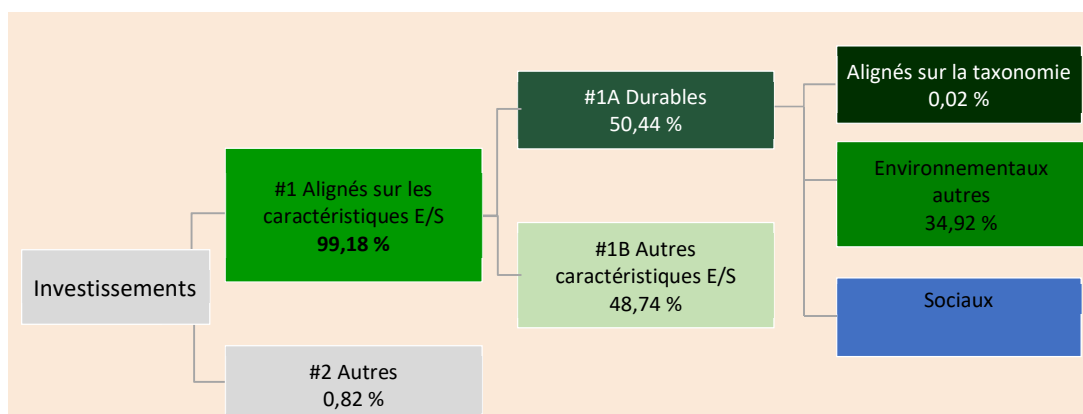 Investissements
#1 Alignés sur les
caractéristiques E/S
99,18 %
#2 Autres
0,82 %
#1A Durables
50,44 %
#1B Autres
caractéristiques E/S
48,74 %
Alignés sur la taxonomie
0,02 %
Environnementaux
autres
34,92 %
Sociaux